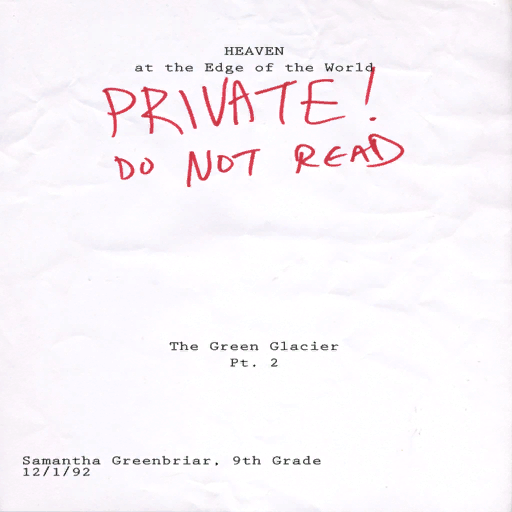 HEAVEN
at the Edge of the World
PRIVATE!
DO NOT READ
The Green Glacier
Pt. 2
Samantha Greenbriar, 9th Grade
12/1/92